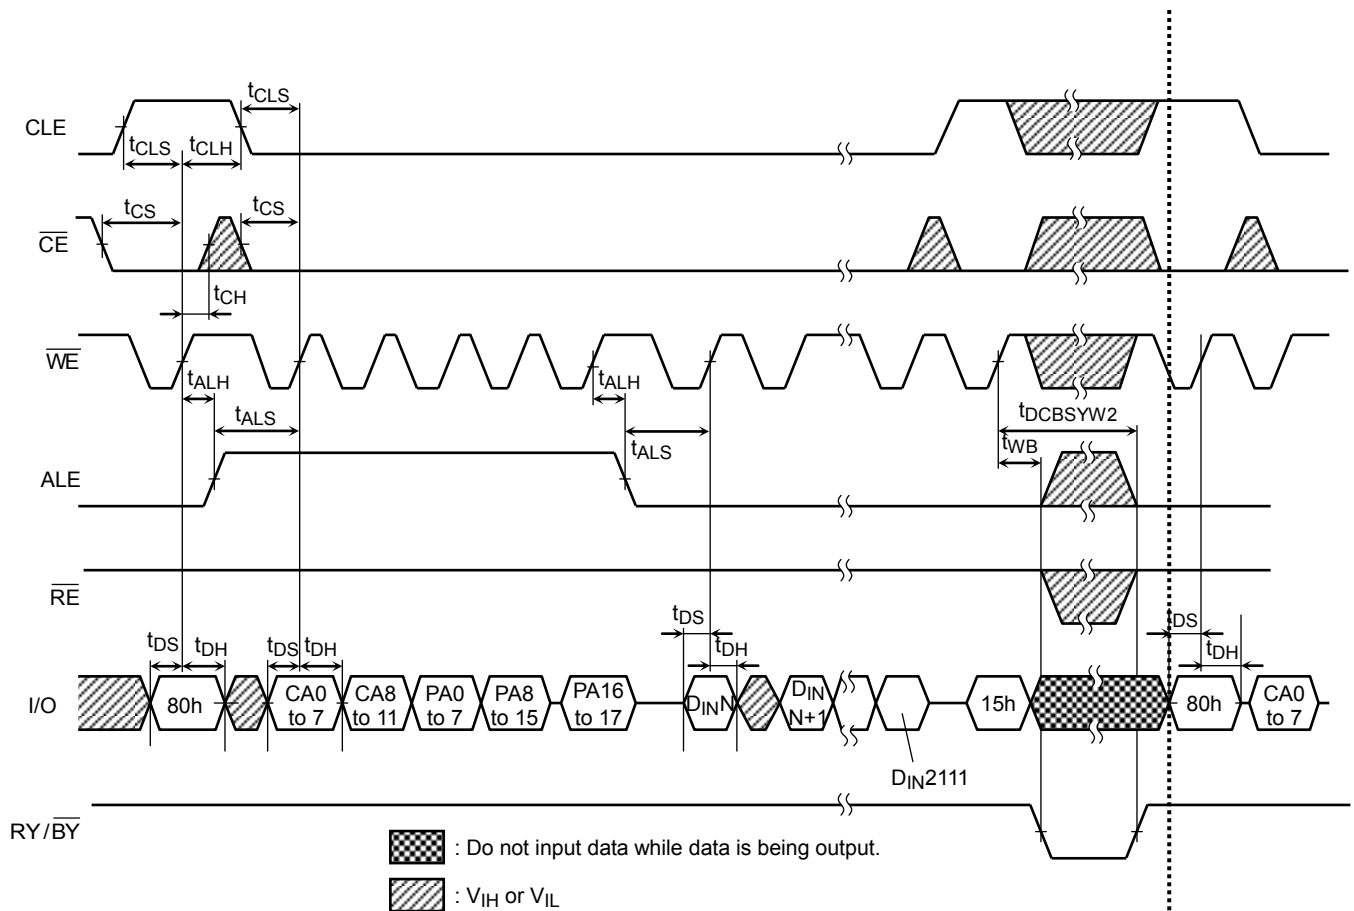 tCLS
CLE
tCLS
tCLH
tCS
tCS
CE
tCH
WE
tALH
tALH
tALS
tDCBSYW2
tALS
tWB
ALE
RE
tDS
DS
tDS
tDH
tDS
tDH
tDH
tDH
I/O
80h
CA0 to 7
CA8 to 11
PA0 to 7
PA8 to 15
PA16 to 17
DINN
DIN N+1
15h
80h
CA0 to 7
DIN2111
RY/BY
: Do not input data while data is being output.
: VIH or VIL